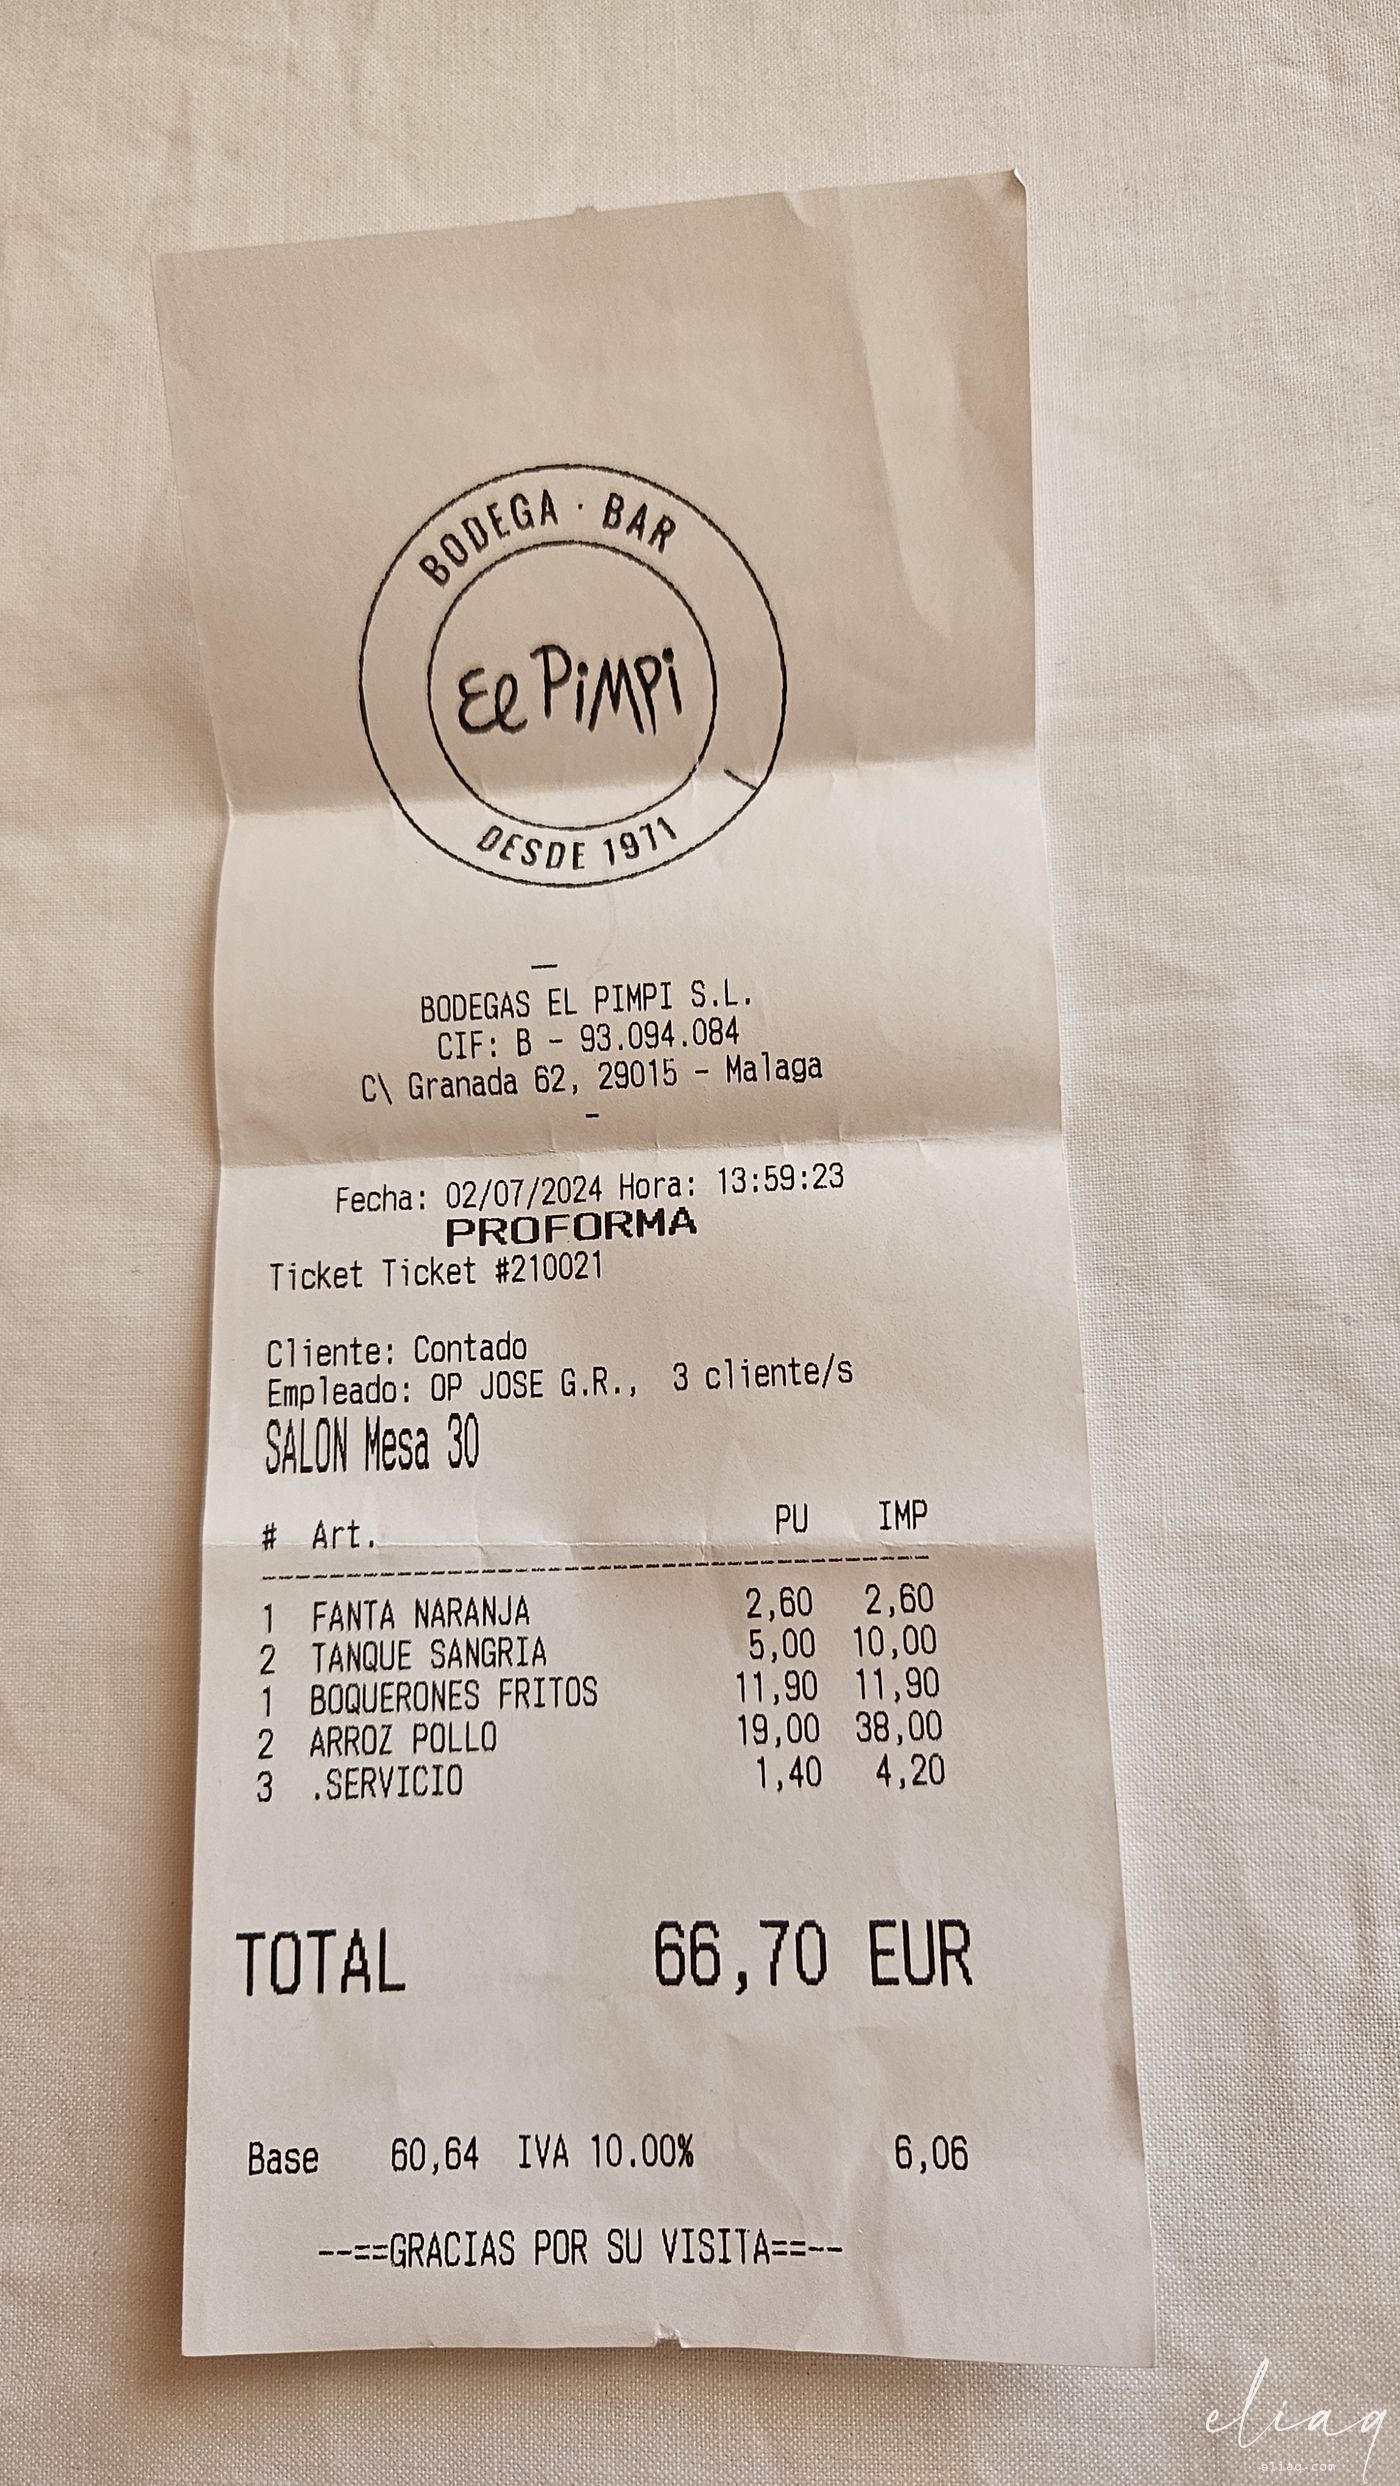 BODEGA · BAR
El PiMPi
DESDE 1971
BODEGAS EL PIMPI S.L.
CIF: B - 93.094.084
C\ Granada 62, 29015 - Malaga
-
Fecha: 02/07/2024 Hora: 13:59:23
PROFORMA
Ticket Ticket #210021
Cliente: Contado
Empleado: OP JOSE G.R., 3 cliente/s
SALON Mesa 30
# Art. PU IMP
1 FANTA NARANJA 2,60 2,60
2 TANQUE SANGRIA 5,00 10,00
1 BOQUERONES FRITOS 11,90 11,90
2 ARROZ POLLO 19,00 38,00
3 .SERVICIO 1,40 4,20
TOTAL 66,70 EUR
Base 60,64 IVA 10.00% 6,06
--==GRACIAS POR SU VISITA==--
eliaq
eliaq.com